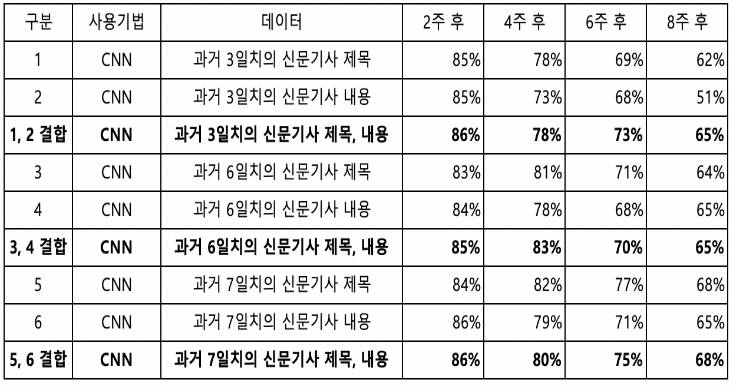 구분 사용기법 데이터 2주 후 4주 후 6주 후 8주 후
1 CNN 과거 3일치의 신문기사 제목 85% 78% 69% 62%
2 CNN 과거 3일치의 신문기사 내용 85% 73% 68% 51%
1, 2 결합 CNN 과거 3일치의 신문기사 제목, 내용 86% 78% 73% 65%
3 CNN 과거 6일치의 신문기사 제목 83% 81% 71% 64%
4 CNN 과거 6일치의 신문기사 내용 84% 78% 68% 65%
3, 4 결합 CNN 과거 6일치의 신문기사 제목, 내용 85% 83% 70% 65%
5 CNN 과거 7일치의 신문기사 제목 84% 82% 77% 68%
6 CNN 과거 7일치의 신문기사 내용 86% 79% 71% 65%
5, 6 결합 CNN 과거 7일치의 신문기사 제목, 내용 86% 80% 75% 68%